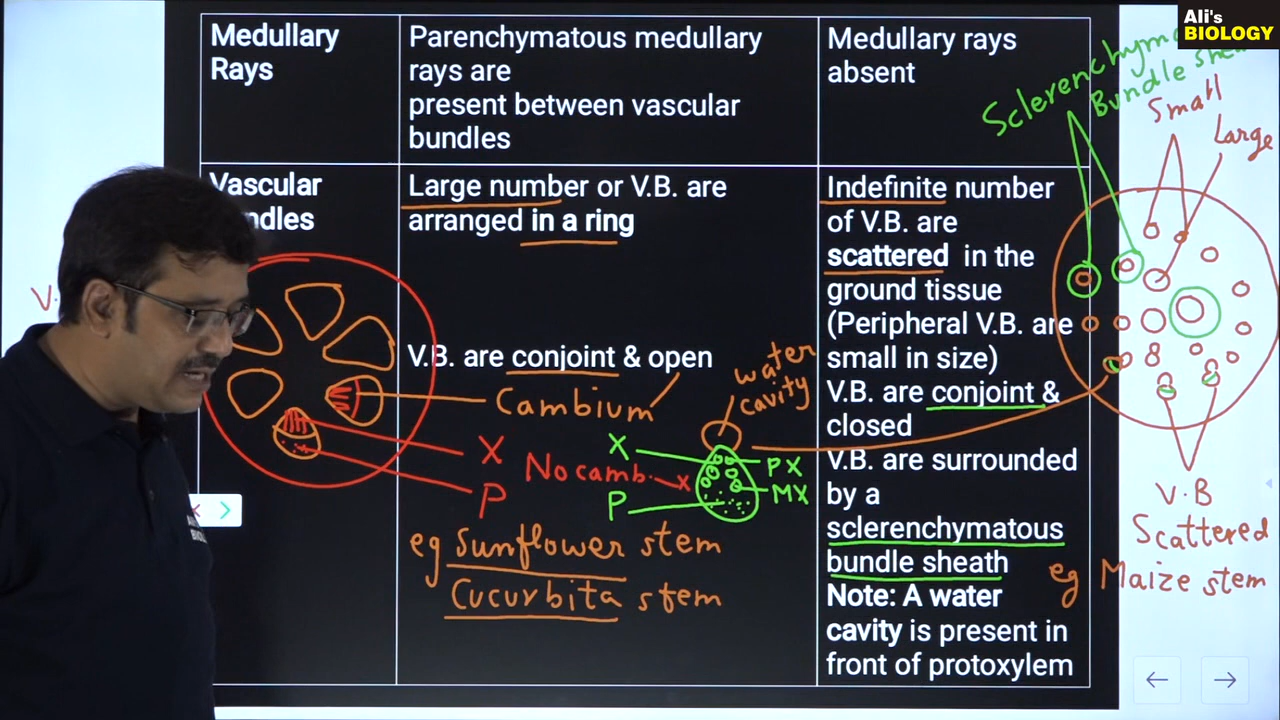 Ali's
BIOLOGY
Medullary
Rays
Parenchymatous medullary
rays are
present between vascular
bundles
Medullary rays
absent
Vascular
ndles
Large number or V.B. are
arranged in a ring
V.B. are conjoint & open
Indefinite number
of V.B. are
scattered in the
ground tissue
(Peripheral V.B. are
small in size)
V.B. are conjoint &
closed
V.B. are surrounded
by a
sclerenchymatous
bundle sheath
Note: A water
cavity is present in
front of protoxylem
V.
Cambium
X
P
eg Sunflower stem
Cucurbita stem
water
cavity
X
No camb. x
P
PX
MX
Sclerenchyma
Bundle shea
Small
Large
V.B
Scattered
eg Maize stem